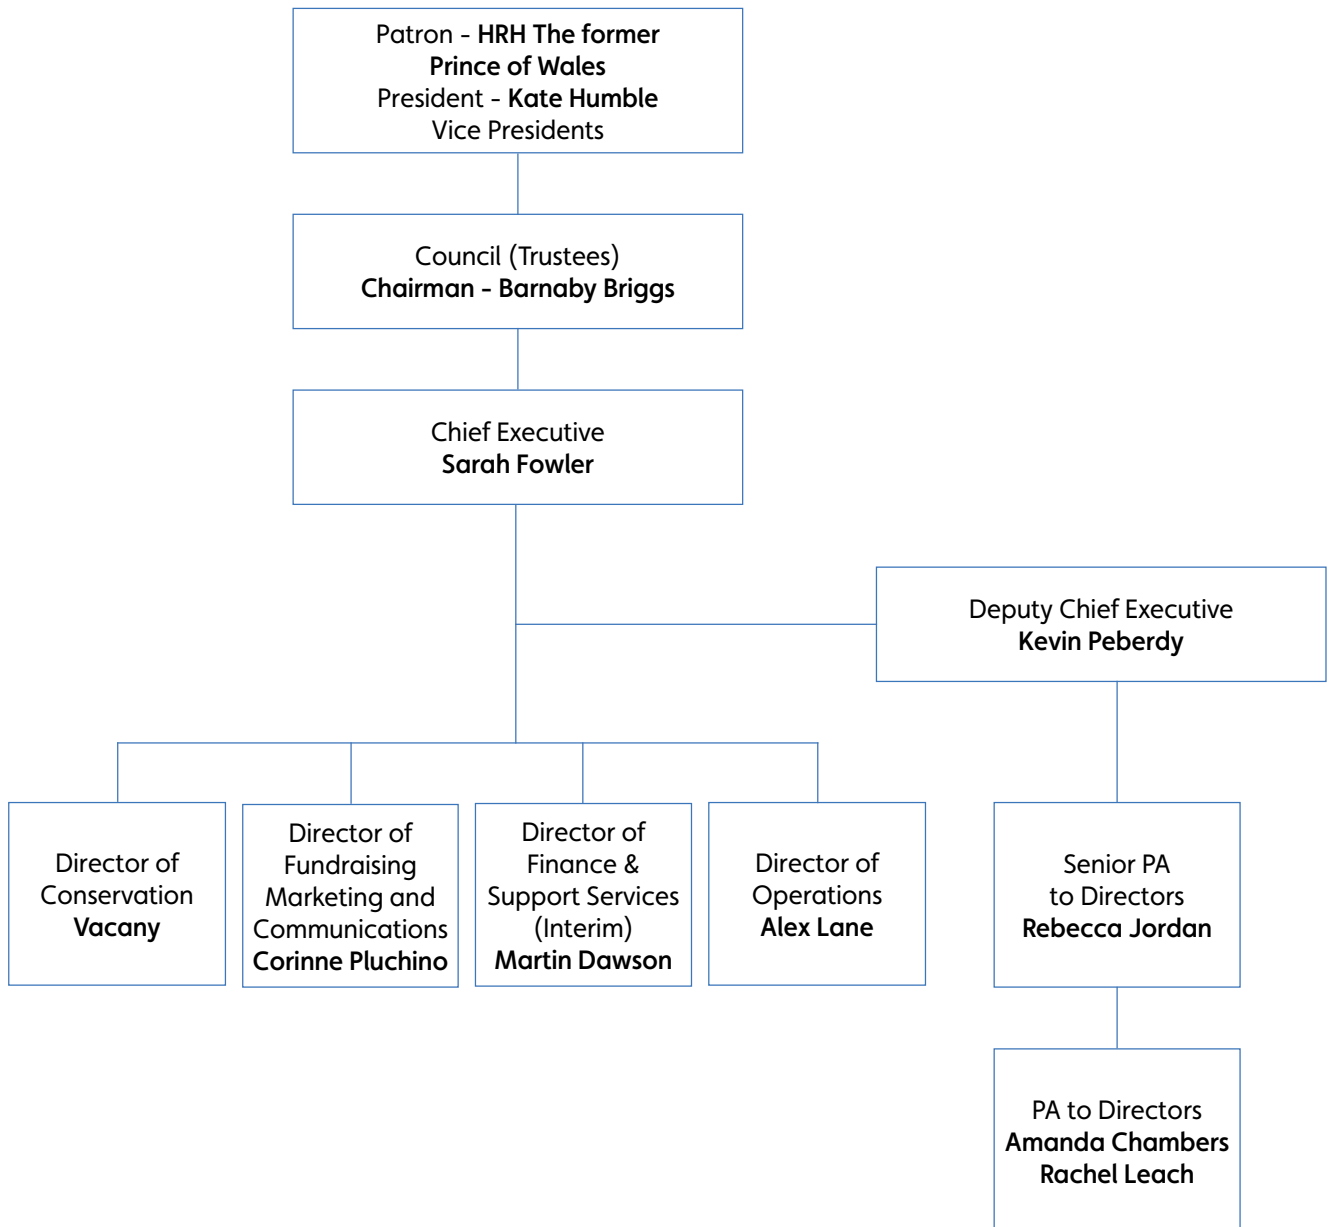 Patron - HRH The former
Prince of Wales
President - Kate Humble
Vice Presidents
Council (Trustees)
Chairman - Barnaby Briggs
Chief Executive
Sarah Fowler
Deputy Chief Executive
Kevin Peberdy
Director of
Conservation
Vacany
Director of
Fundraising
Marketing and
Communications
Corinne Pluchino
Director of
Finance &
Support Services
(Interim)
Martin Dawson
Director of
Operations
Alex Lane
Senior PA
to Directors
Rebecca Jordan
PA to Directors
Amanda Chambers
Rachel Leach